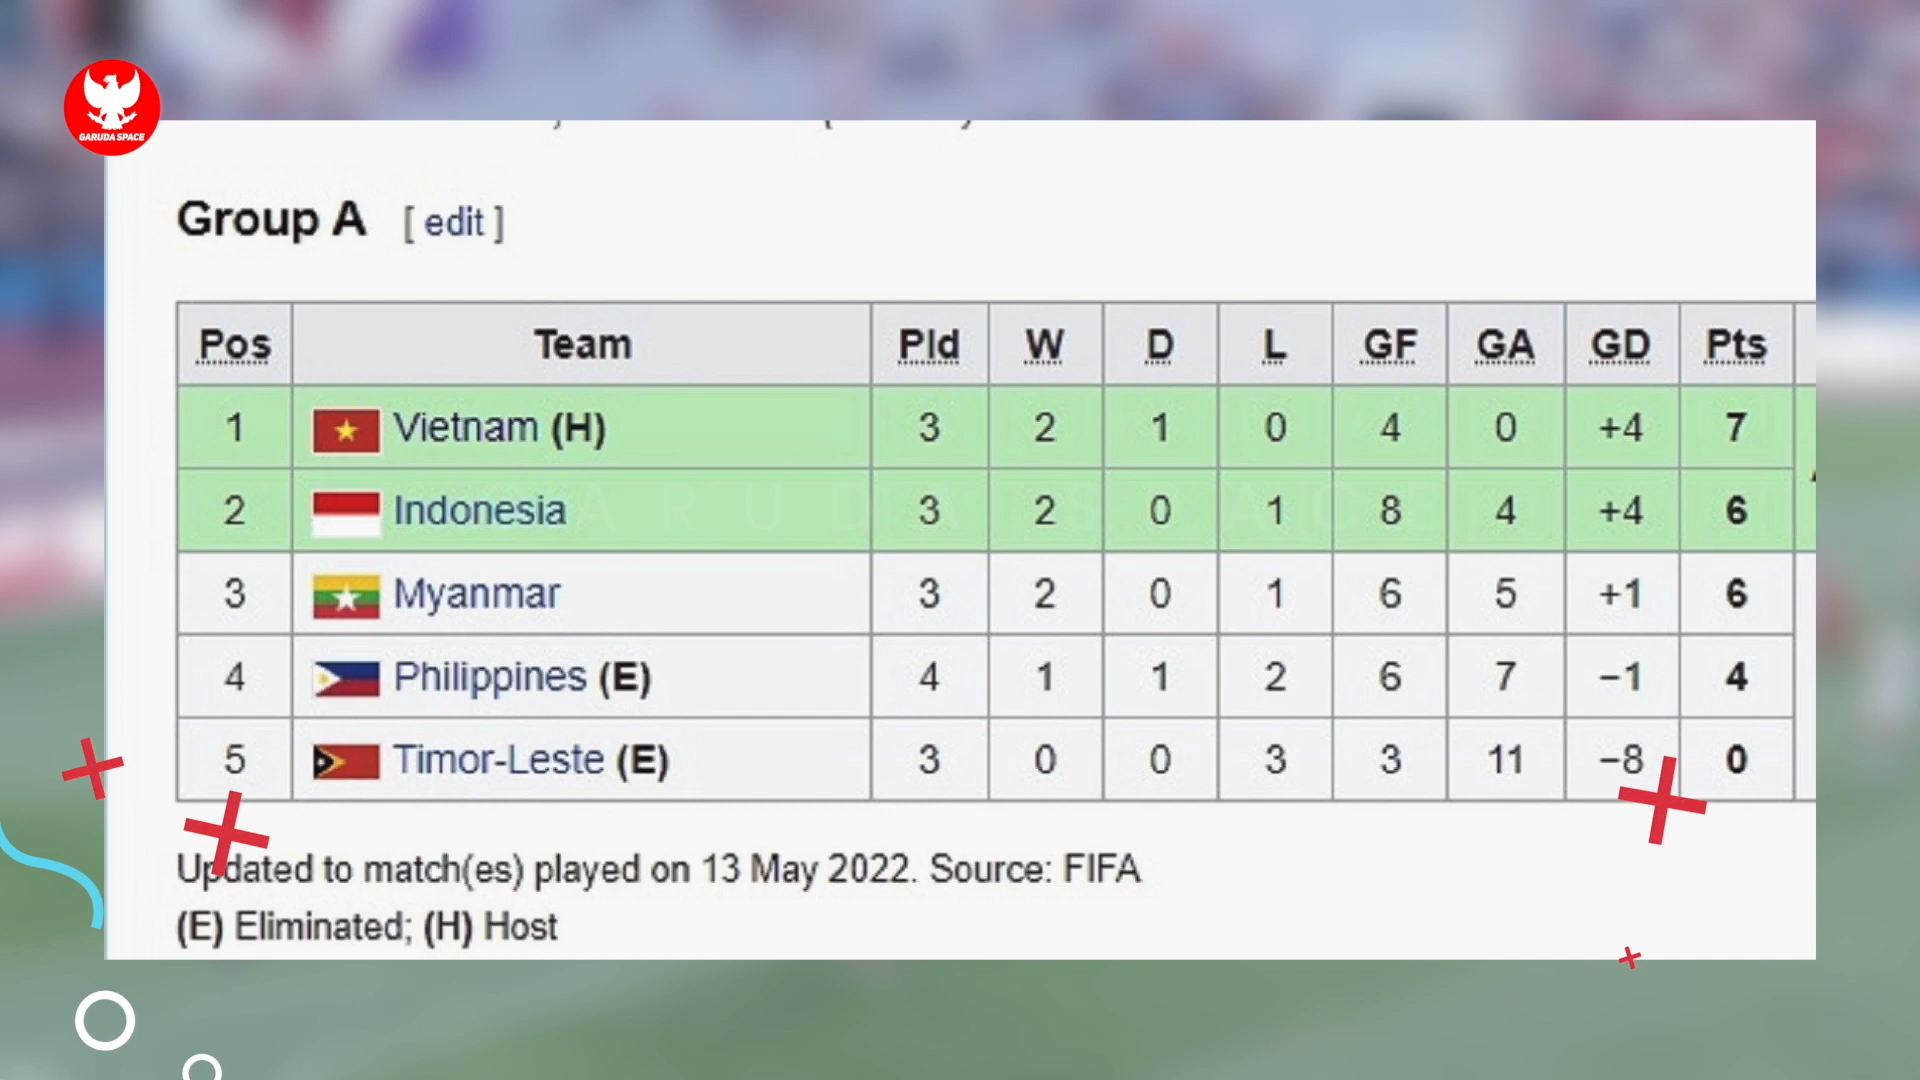 GARUDA SPACE
Group A [ edit ]
Pos Team Pld W D L GF GA GD Pts
1 Vietnam (H) 3 2 1 0 4 0 +4 7
2 Indonesia 3 2 0 1 8 4 +4 6
3 Myanmar 3 2 0 1 6 5 +1 6
4 Philippines (E) 4 1 1 2 6 7 −1 4
5 Timor-Leste (E) 3 0 0 3 3 11 −8 0
Updated to match(es) played on 13 May 2022. Source: FIFA
(E) Eliminated; (H) Host